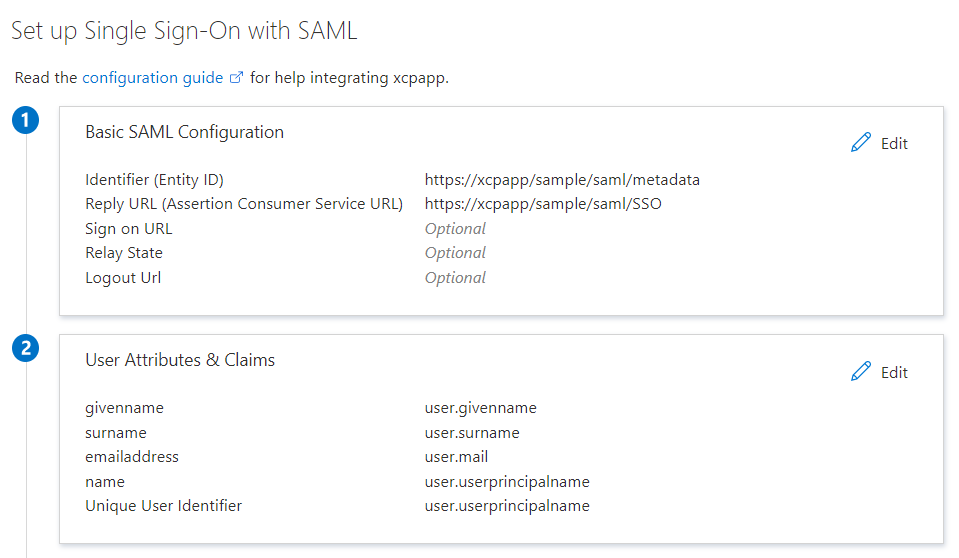 Set up Single Sign-On with SAML
Read the configuration guide for help integrating xcpapp.
1
Basic SAML Configuration
Edit
Identifier (Entity ID) https://xcpapp/sample/saml/metadata
Reply URL (Assertion Consumer Service URL) https://xcpapp/sample/saml/SSO
Sign on URL Optional
Relay State Optional
Logout Url Optional
2
User Attributes & Claims
Edit
givenname user.givenname
surname user.surname
emailaddress user.mail
name user.userprincipalname
Unique User Identifier user.userprincipalname